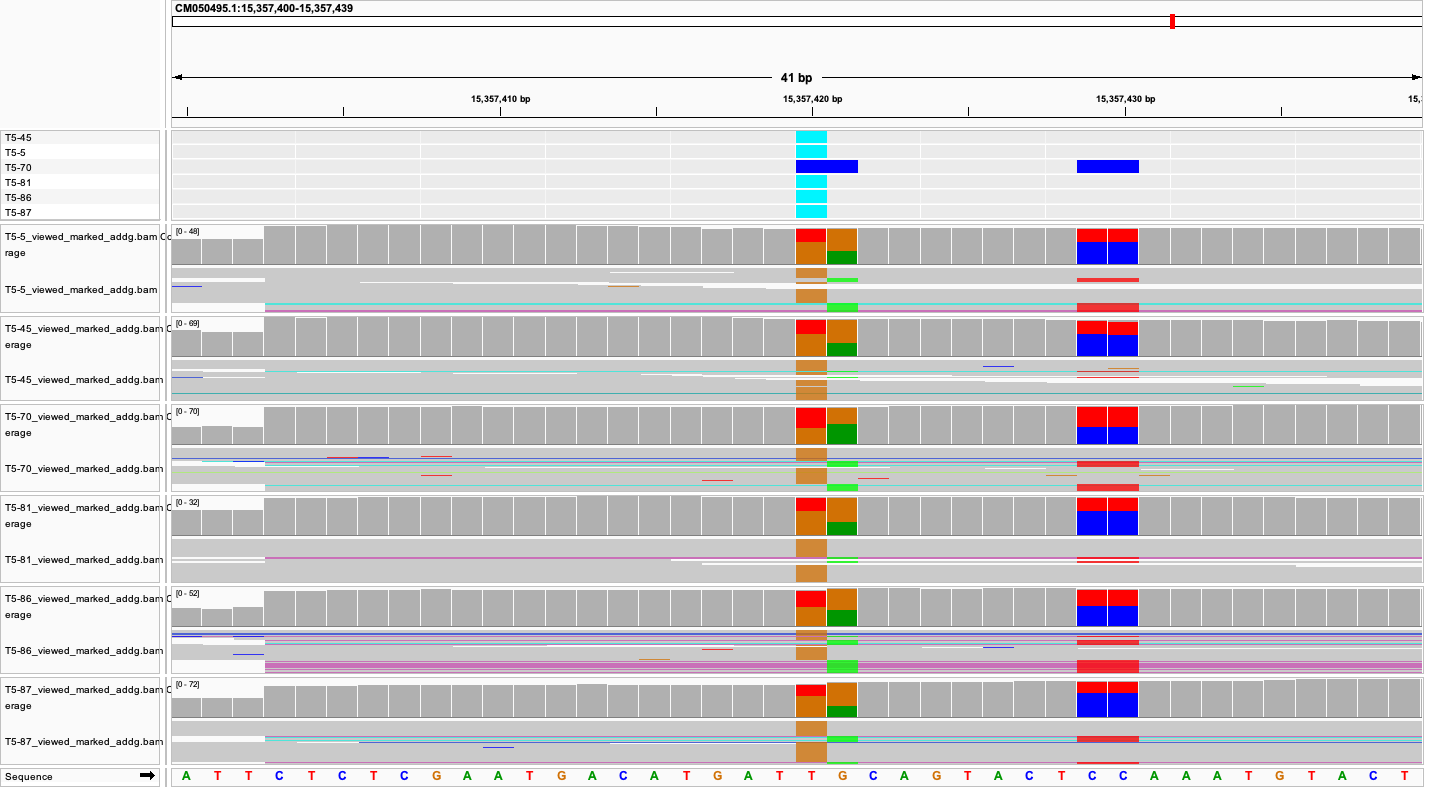 CM050495.1:15,357,400-15,357,439
41 bp
15,357,410 bp 15,357,420 bp 15,357,430 bp 15,
T5-45
T5-5
T5-70
T5-81
T5-86
T5-87
T5-5_viewed_marked_addg.bam Co
rage
[0 - 48]
T5-5_viewed_marked_addg.bam
T5-45_viewed_marked_addg.bam C
erage
[0 - 69]
T5-45_viewed_marked_addg.bam
T5-70_viewed_marked_addg.bam C
erage
[0 - 70]
T5-70_viewed_marked_addg.bam
T5-81_viewed_marked_addg.bam C
erage
[0 - 32]
T5-81_viewed_marked_addg.bam
T5-86_viewed_marked_addg.bam C
erage
[0 - 52]
T5-86_viewed_marked_addg.bam
T5-87_viewed_marked_addg.bam C
erage
[0 - 72]
T5-87_viewed_marked_addg.bam
Sequence A T T C T C T C G A A T G A C A T G A T T G C A G T A C T C C A A A T G T A C T